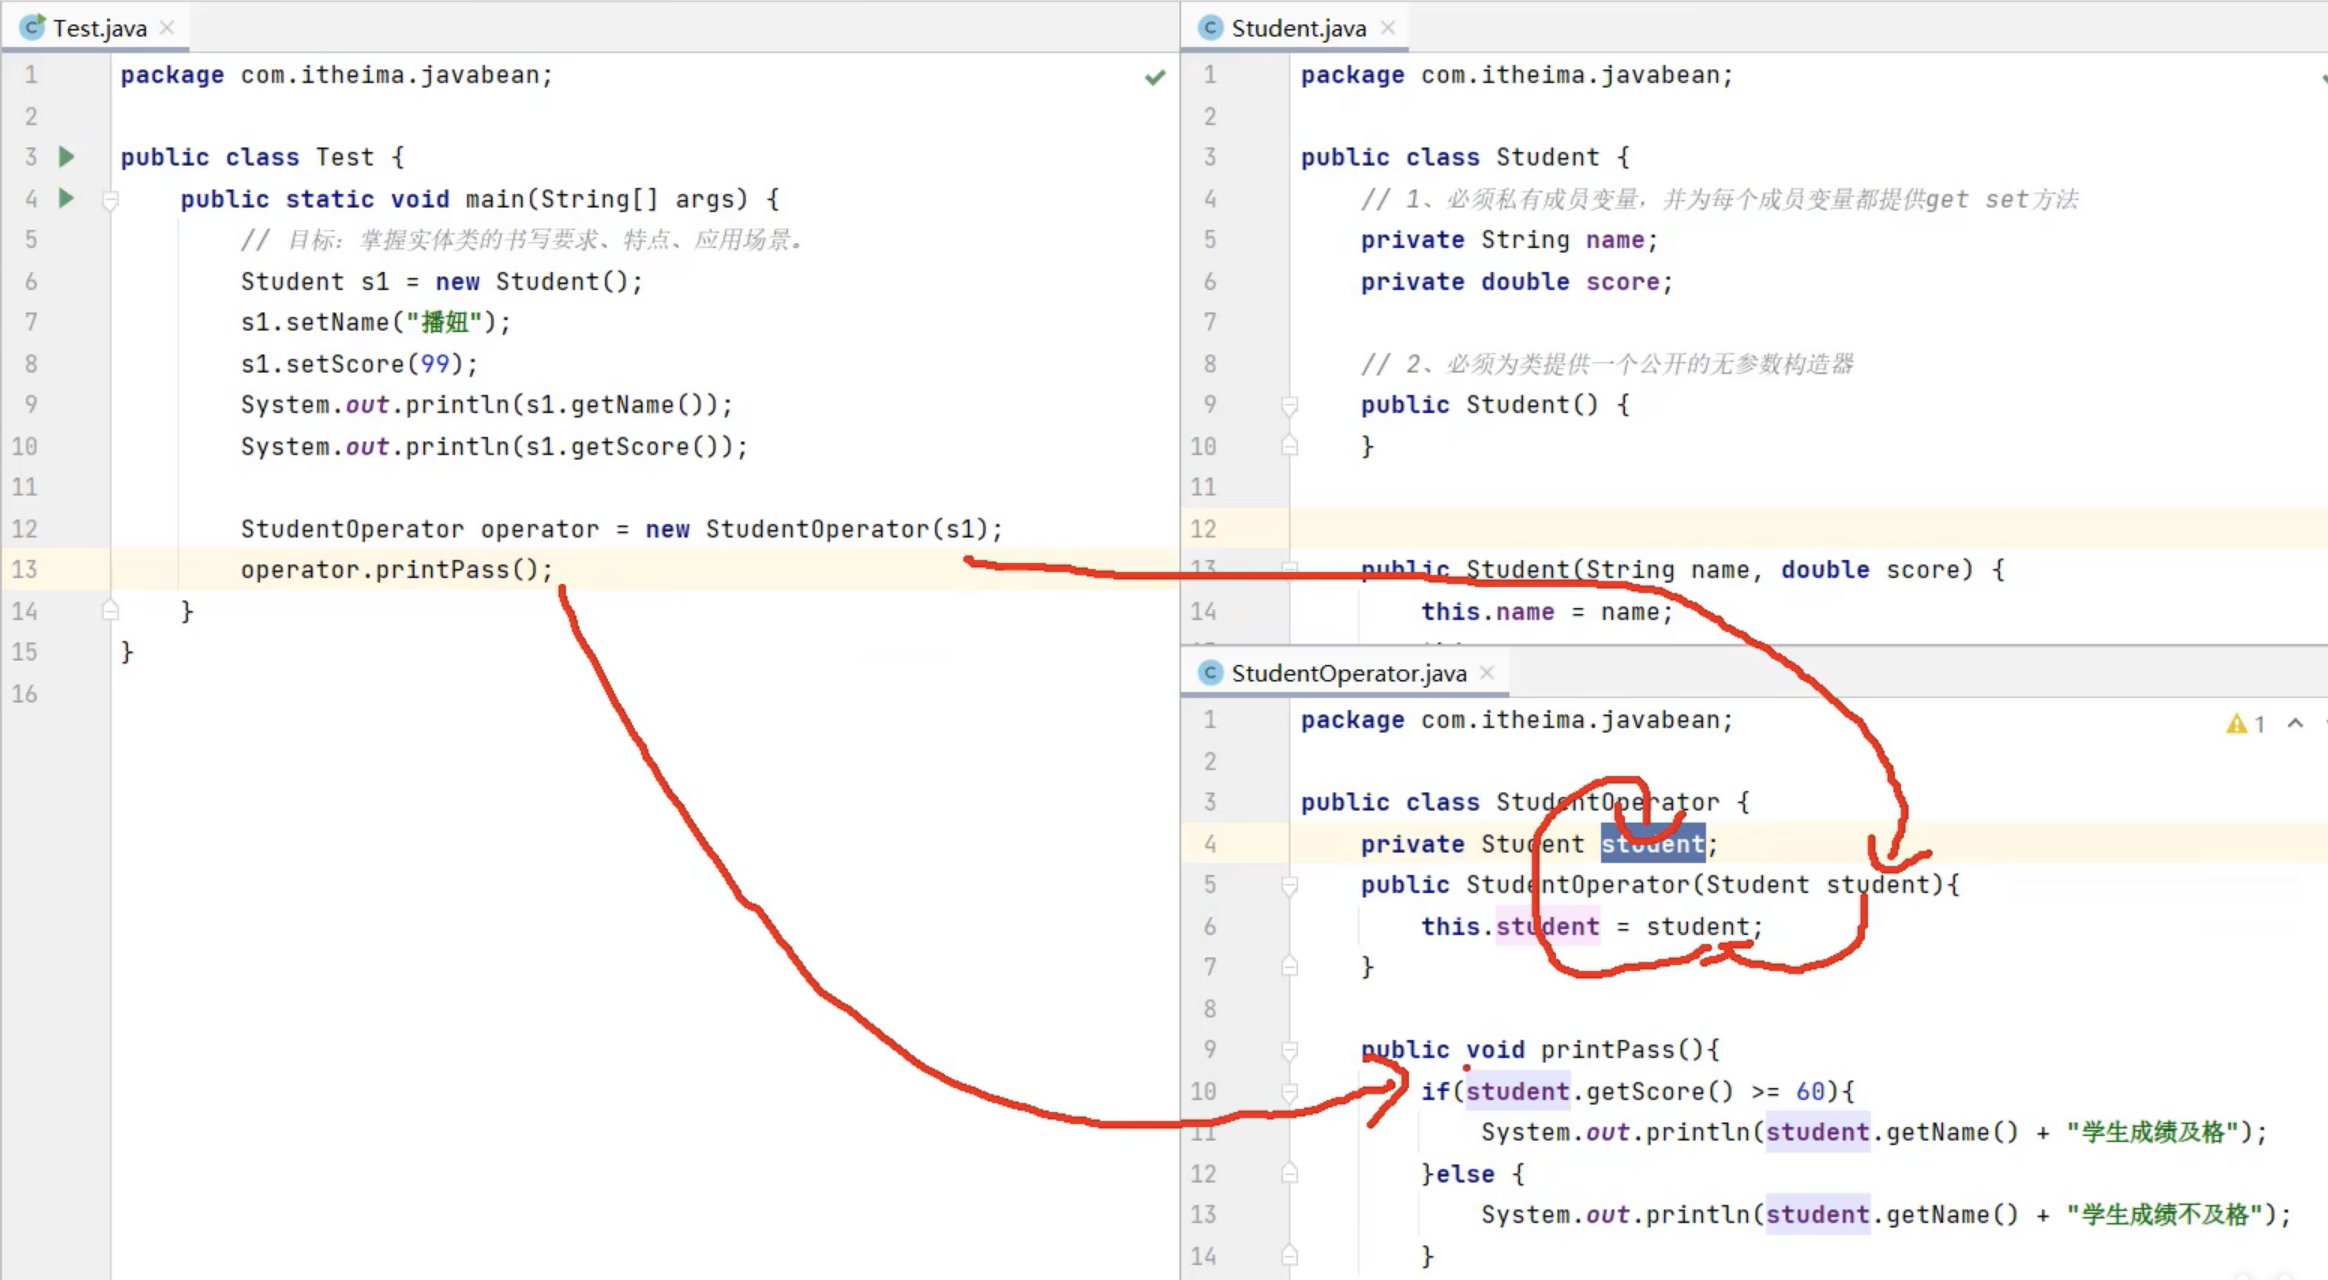 Test.java
1 package com.itheima.javabean;
2
3 public class Test {
4 public static void main(String[] args) {
5 // 目标：掌握实体类的书写要求、特点、应用场景。
6 Student s1 = new Student();
7 s1.setName("播妞");
8 s1.setScore(99);
9 System.out.println(s1.getName());
10 System.out.println(s1.getScore());
11
12 StudentOperator operator = new StudentOperator(s1);
13 operator.printPass();
14 }
15 }
16
Student.java
1 package com.itheima.javabean;
2
3 public class Student {
4 // 1、必须私有成员变量，并为每个成员变量都提供get set方法
5 private String name;
6 private double score;
7
8 // 2、必须为类提供一个公开的无参数构造器
9 public Student() {
10 }
11
12
13 public Student(String name, double score) {
14 this.name = name;
StudentOperator.java
1 package com.itheima.javabean;
1
2
3 public class StudentOperator {
4 private Student student;
5 public StudentOperator(Student student){
6 this.student = student;
7 }
8
9 public void printPass(){
10 if(student.getScore() >= 60){
11 System.out.println(student.getName() + "学生成绩及格");
12 }else {
13 System.out.println(student.getName() + "学生成绩不及格");
14 }